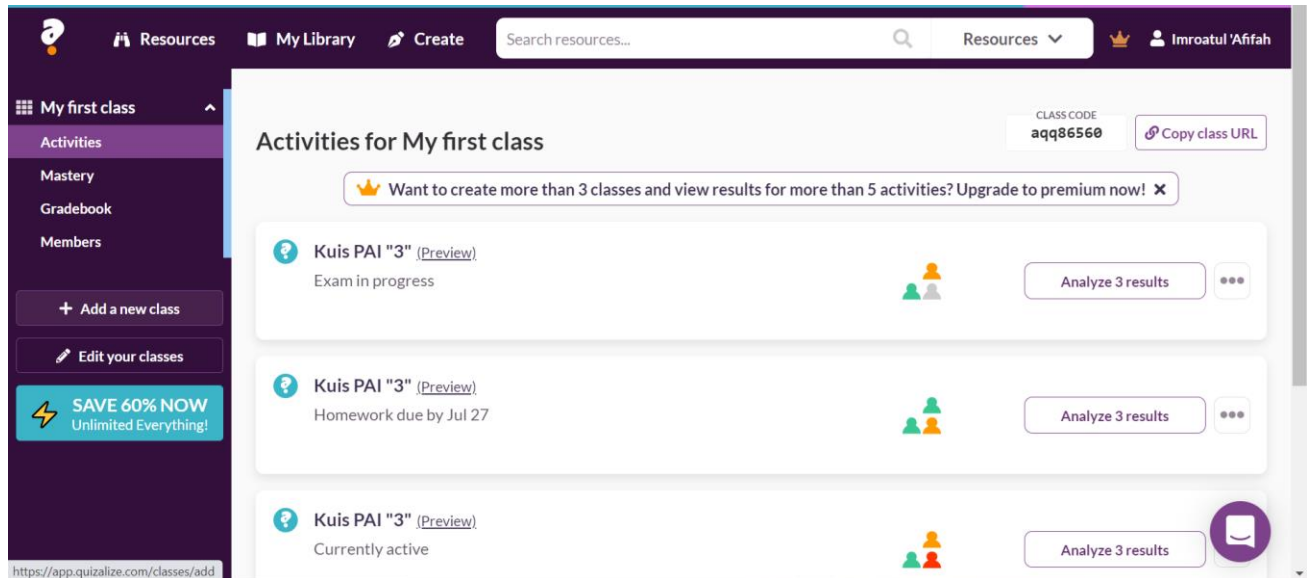 Resources
My Library
Create
Search resources...
Resources
Imroatul 'Afifah
My first class
Activities
Mastery
Gradebook
Members
+ Add a new class
Edit your classes
SAVE 60% NOW
Unlimited Everything!
https://app.quizalize.com/classes/add
Activities for My first class
CLASS CODE
aqq86560
Copy class URL
Want to create more than 3 classes and view results for more than 5 activities? Upgrade to premium now!
Kuis PAI "3" (Preview)
Exam in progress
Analyze 3 results
Kuis PAI "3" (Preview)
Homework due by Jul 27
Analyze 3 results
Kuis PAI "3" (Preview)
Currently active
Analyze 3 results